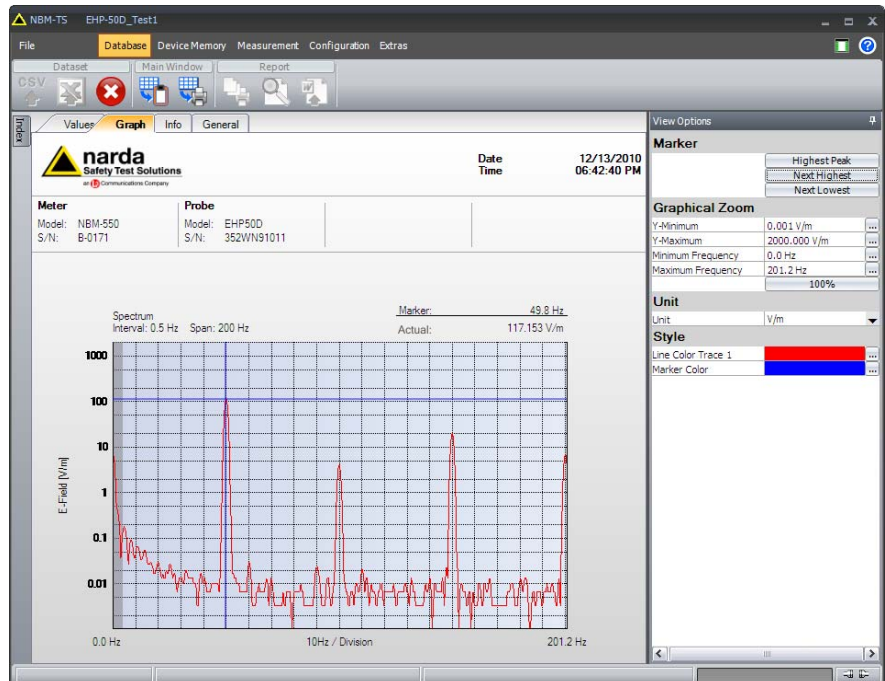 NBM-TS EHP-50D_Test1
File Database Device Memory Measurement Configuration Extras
Dataset Main Window Report
CSV
Index
Values Graph Info General
narda
Safety Test Solutions
an L3 Communications Company
Date 12/13/2010
Time 06:42:40 PM
Meter
Model: NBM-550
S/N: B-0171
Probe
Model: EHP50D
S/N: 352WN91011
Spectrum
Interval: 0.5 Hz Span: 200 Hz
Marker: 49.8 Hz
Actual: 117.153 V/m
1000
100
10
1
0.1
0.01
E-Field [V/m]
0.0 Hz 10Hz / Division 201.2 Hz
View Options
Marker
Highest Peak
Next Highest
Next Lowest
Graphical Zoom
Y-Minimum 0.001 V/m ...
Y-Maximum 2000.000 V/m ...
Minimum Frequency 0.0 Hz ...
Maximum Frequency 201.2 Hz ...
100%
Unit
Unit V/m
Style
Line Color Trace 1 ...
Marker Color ...